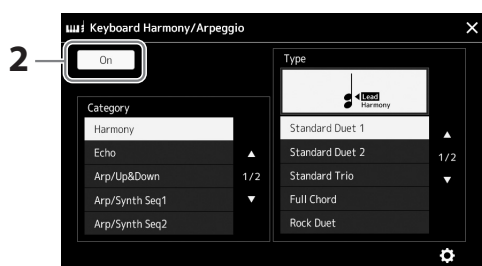 Keyboard Harmony/Arpeggio
2
On
Category
Harmony
Echo
Arp/Up&Down
Arp/Synth Seq1
Arp/Synth Seq2
1/2
Type
Lead
Harmony
Standard Duet 1
Standard Duet 2
Standard Trio
Full Chord
Rock Duet
1/2